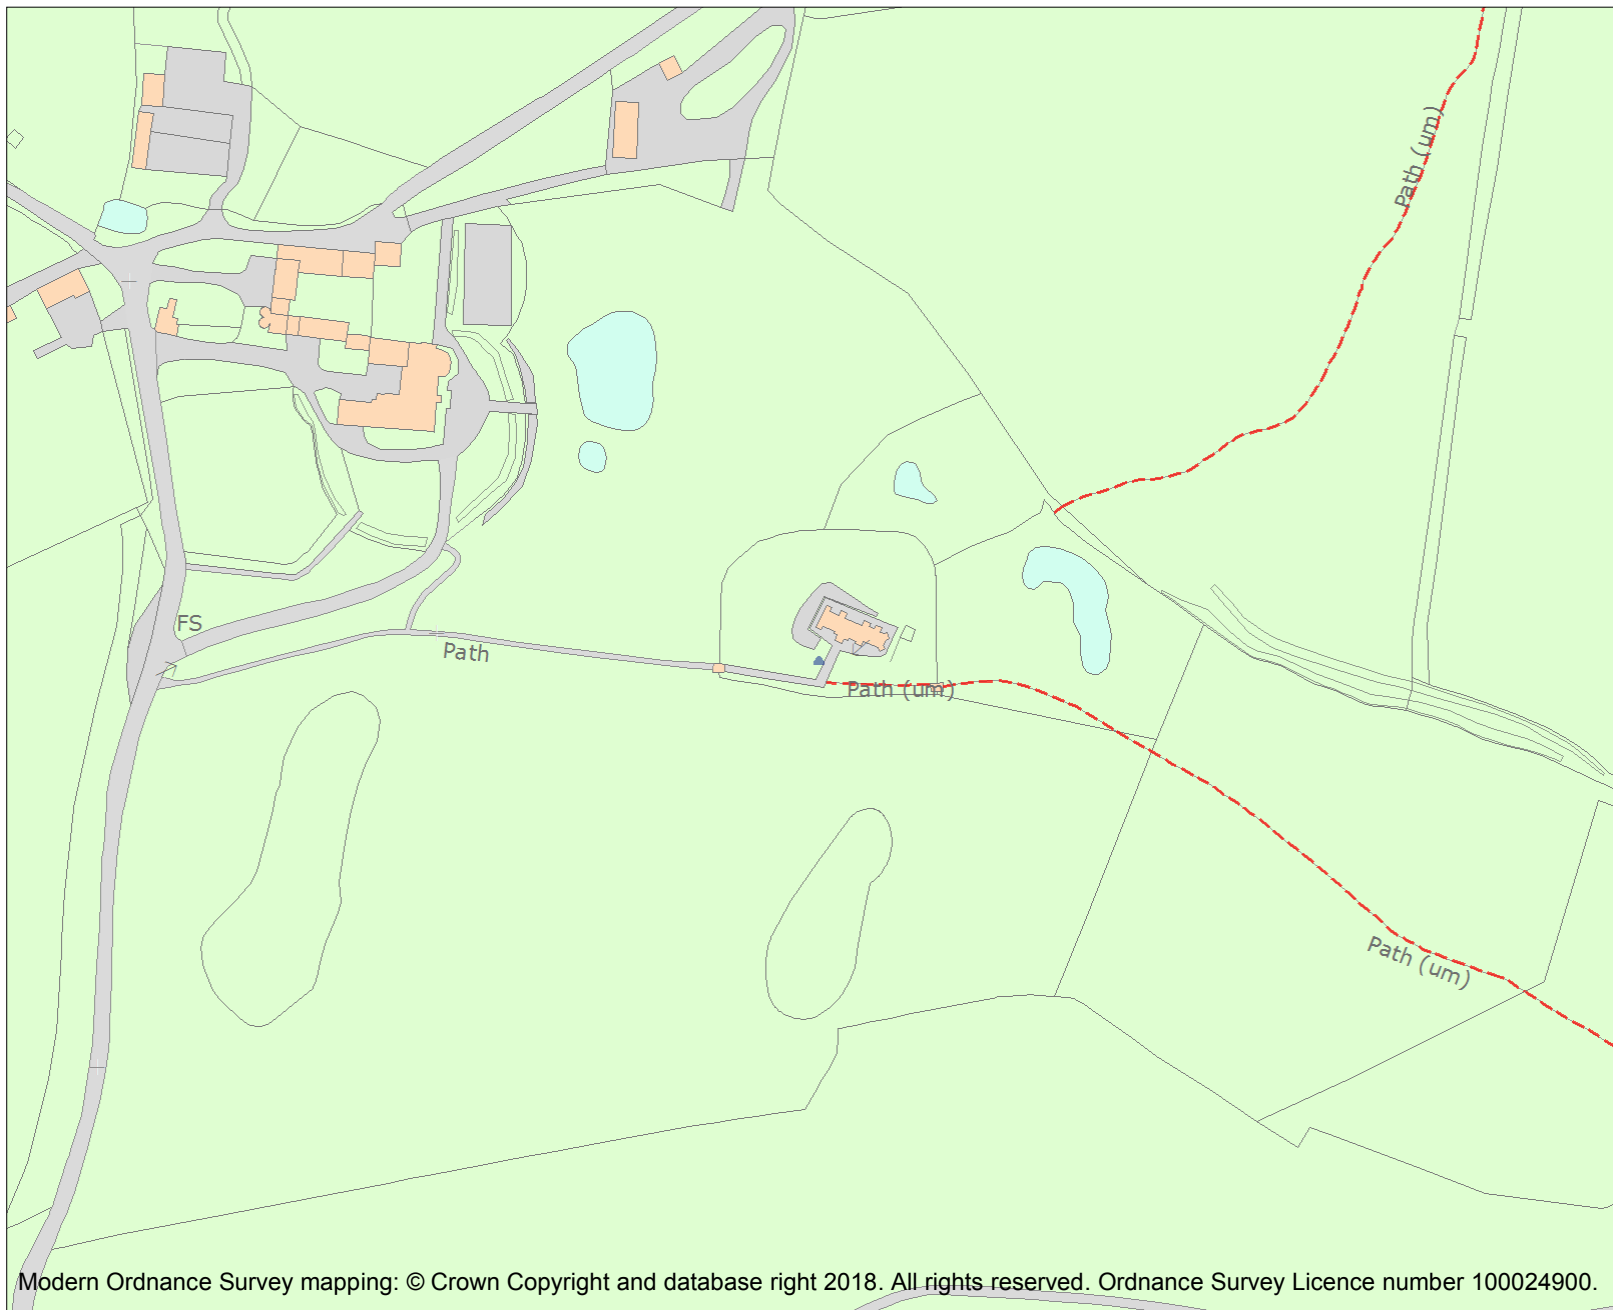 Path (um)
FS
Path
Path (um)
Path (um)
Modern Ordnance Survey mapping: © Crown Copyright and database right 2018. All rights reserved. Ordnance Survey Licence number 100024900.